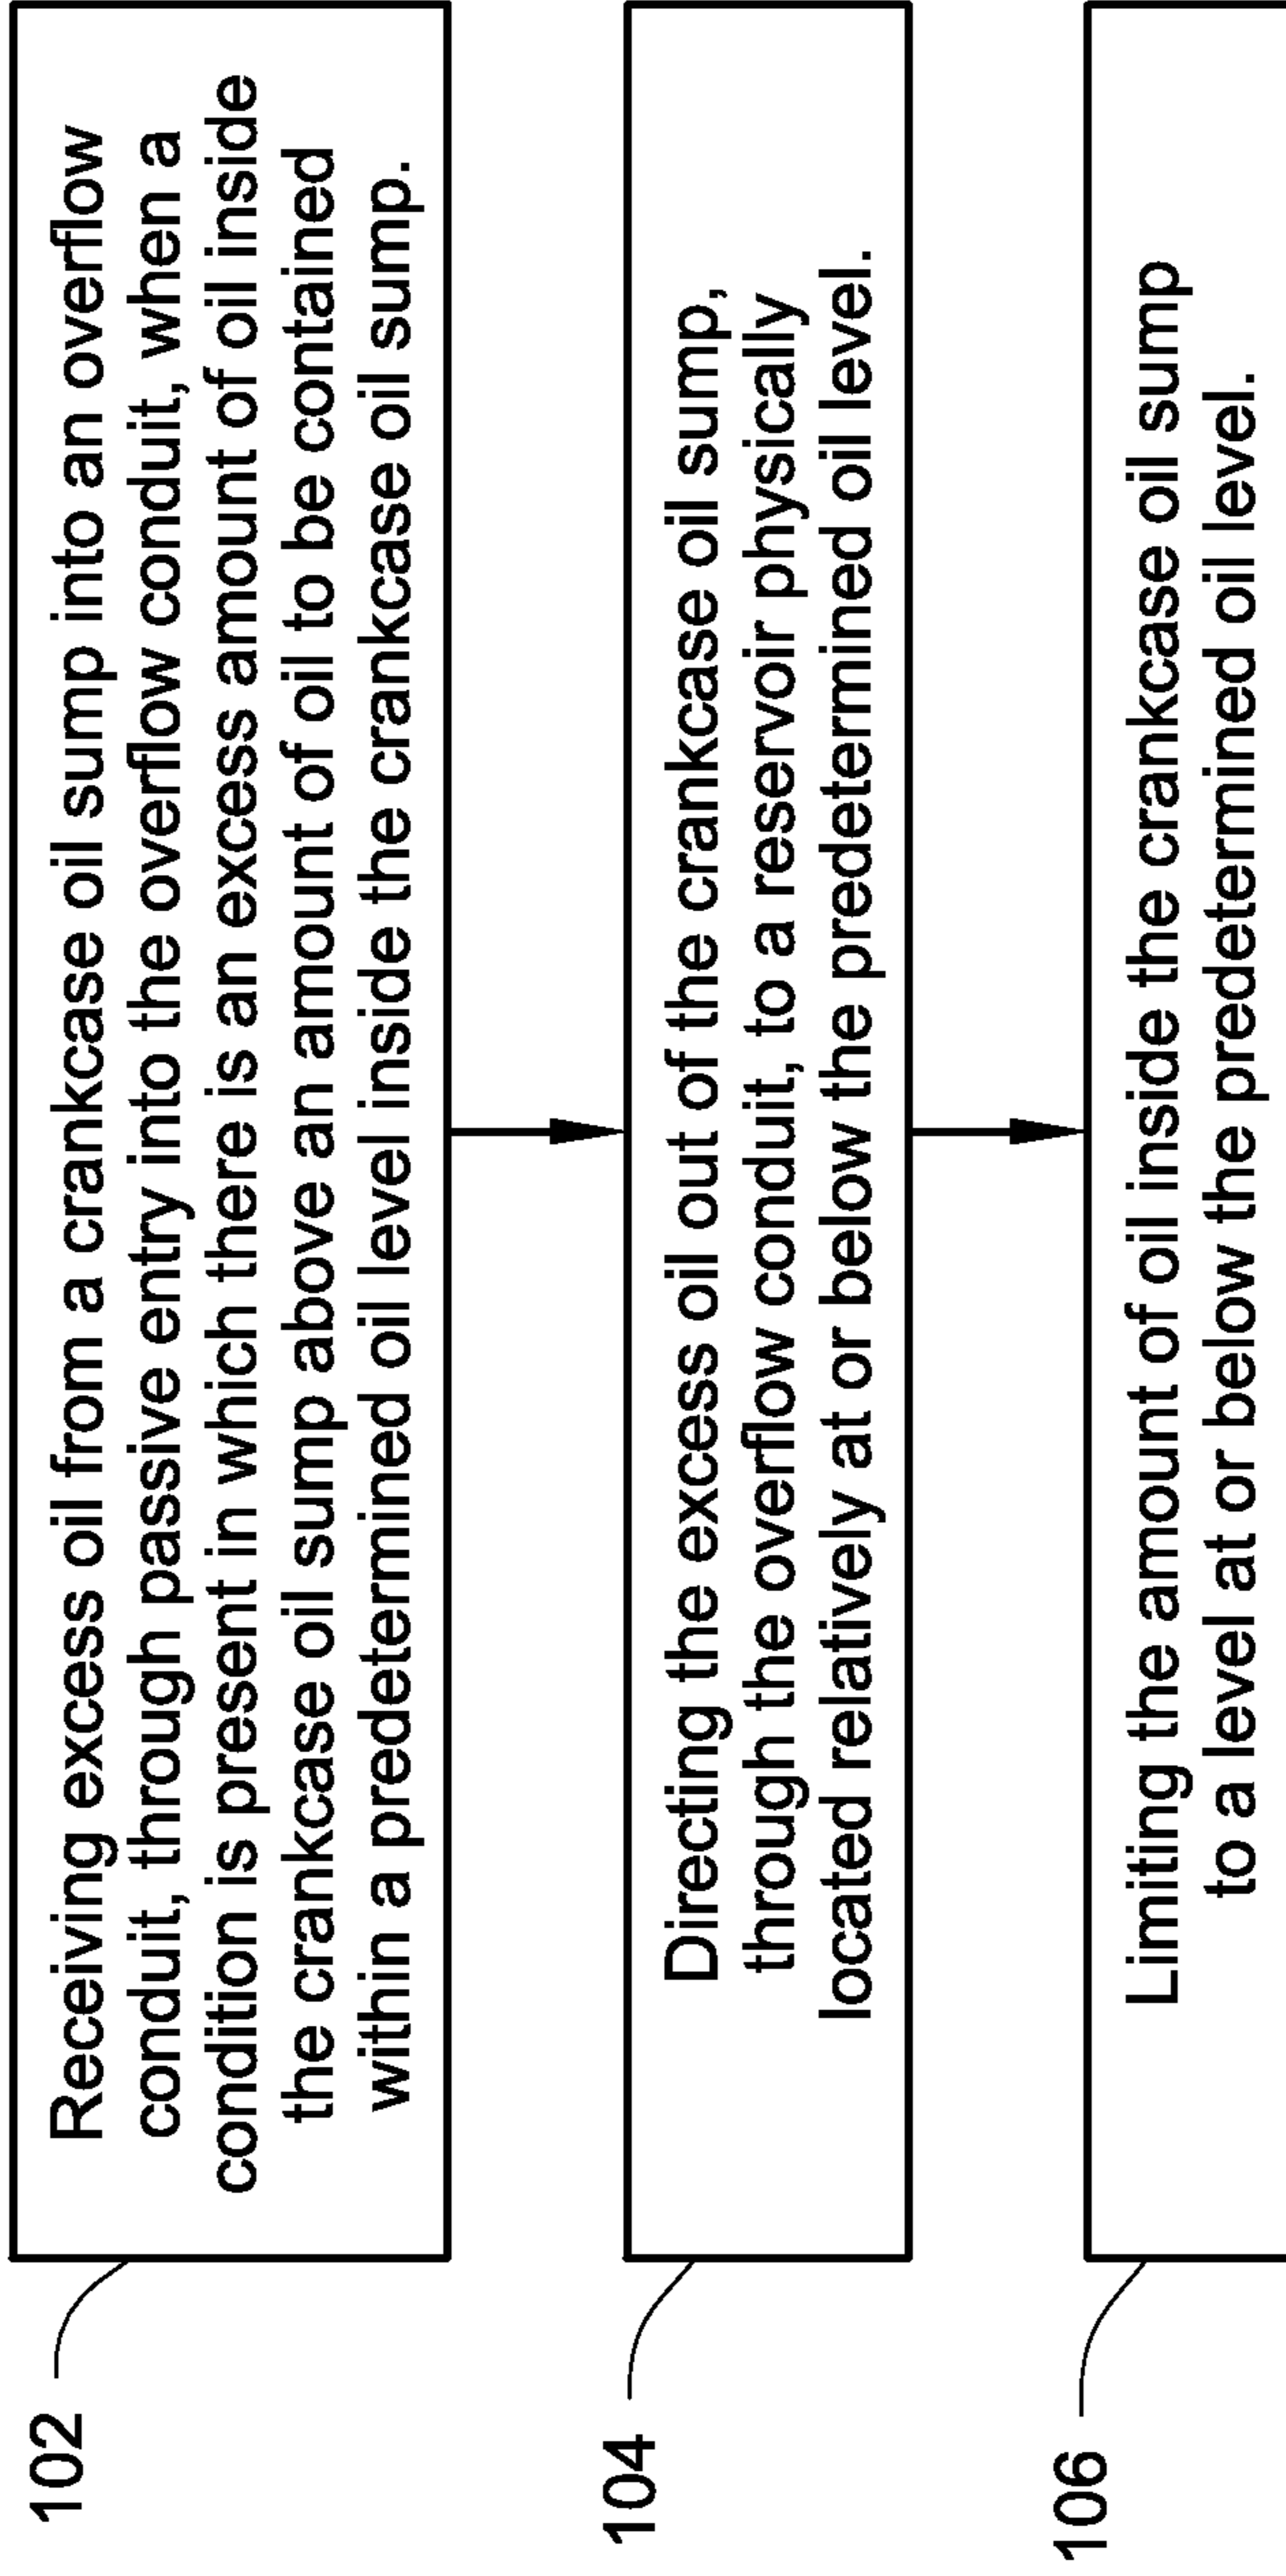 102
Receiving excess oil from a crankcase oil sump into an overflow
conduit, through passive entry into the overflow conduit, when a
condition is present in which there is an excess amount of oil inside
the crankcase oil sump above an amount of oil to be contained
within a predetermined oil level inside the crankcase oil sump.
104
Directing the excess oil out of the crankcase oil sump,
through the overflow conduit, to a reservoir physically
located relatively at or below the predetermined oil level.
106
Limiting the amount of oil inside the crankcase oil sump
to a level at or below the predetermined oil level.